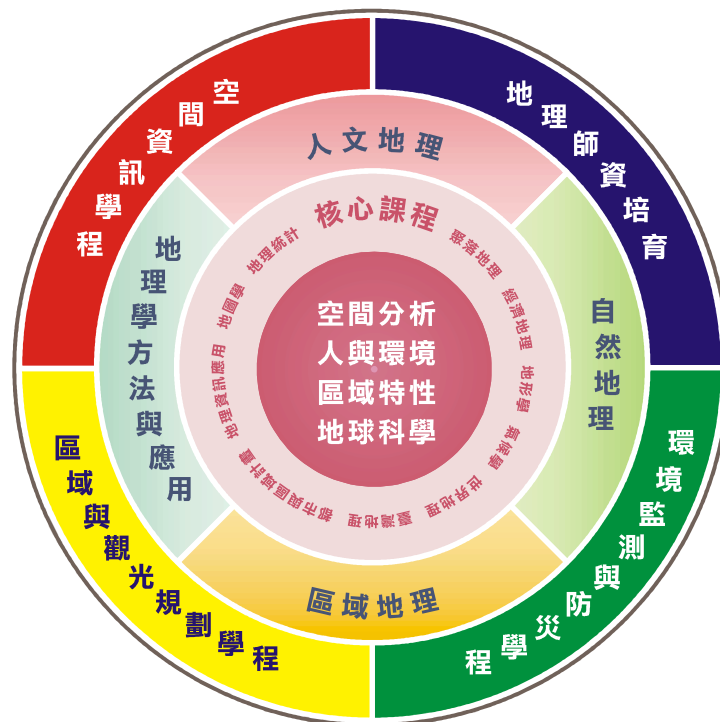 空間資訊學程
地理師資培育
人文地理
地理學方法與應用
自然地理
核心課程
地理統計
聚落地理
地圖學
經濟地理
地理資訊應用
地形學
氣候學
世界地理
臺灣地理
都市與區域計畫
空間分析
人與環境
區域特性
地球科學
區域地理
區域與觀光規劃學程
環境監測與防災學程